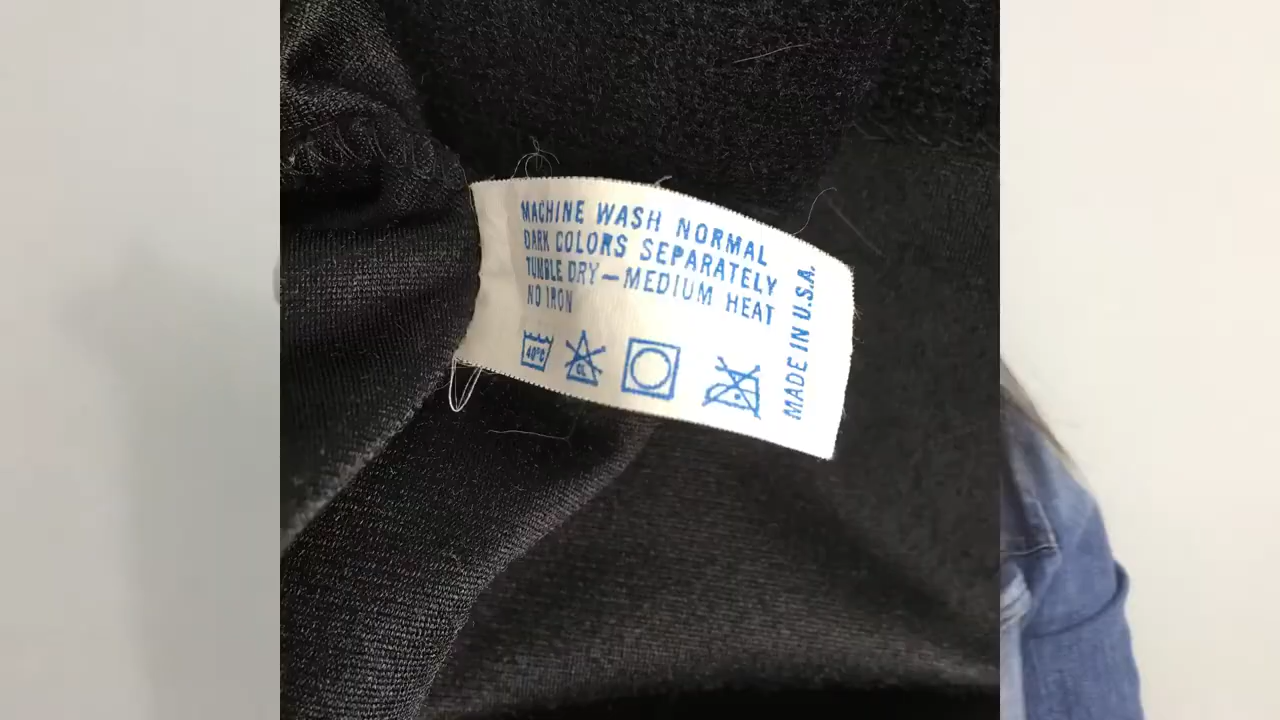 MACHINE WASH NORMAL
DARK COLORS SEPARATELY
TUMBLE DRY—MEDIUM HEAT
NO IRON
40°C
CL
MADE IN U.S.A.